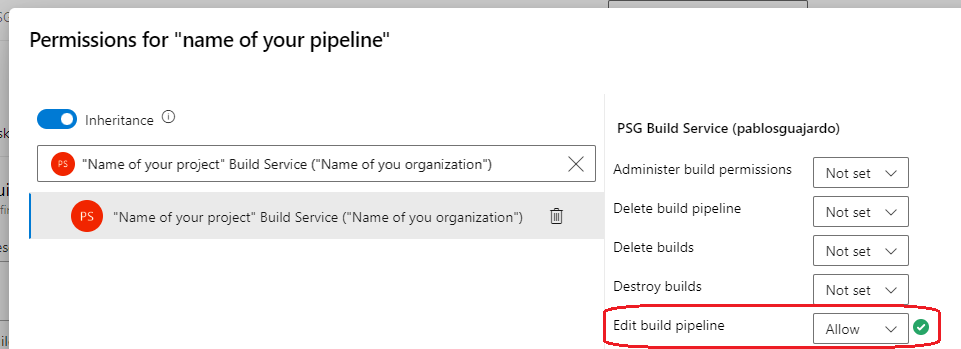 Permissions for "name of your pipeline"
Inheritance
PS "Name of your project" Build Service ("Name of you organization")
PS "Name of your project" Build Service ("Name of you organization")
PSG Build Service (pablosguajardo)
Administer build permissions Not set
Delete build pipeline Not set
Delete builds Not set
Destroy builds Not set
Edit build pipeline Allow